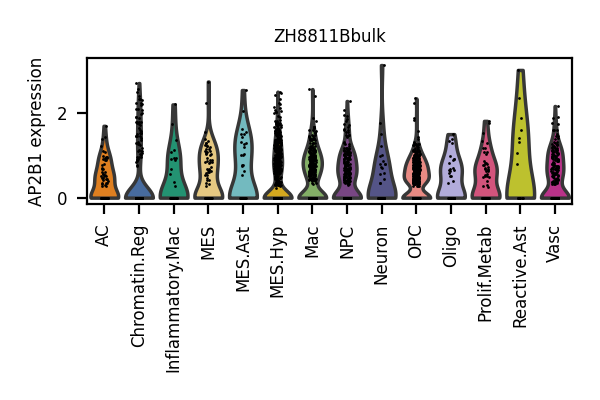 ZH8811Bbulk
AP2B1 expression
2
0
AC
Chromatin.Reg
Inflammatory.Mac
MES
MES.Ast
MES.Hyp
Mac
NPC
Neuron
OPC
Oligo
Prolif.Metab
Reactive.Ast
Vasc